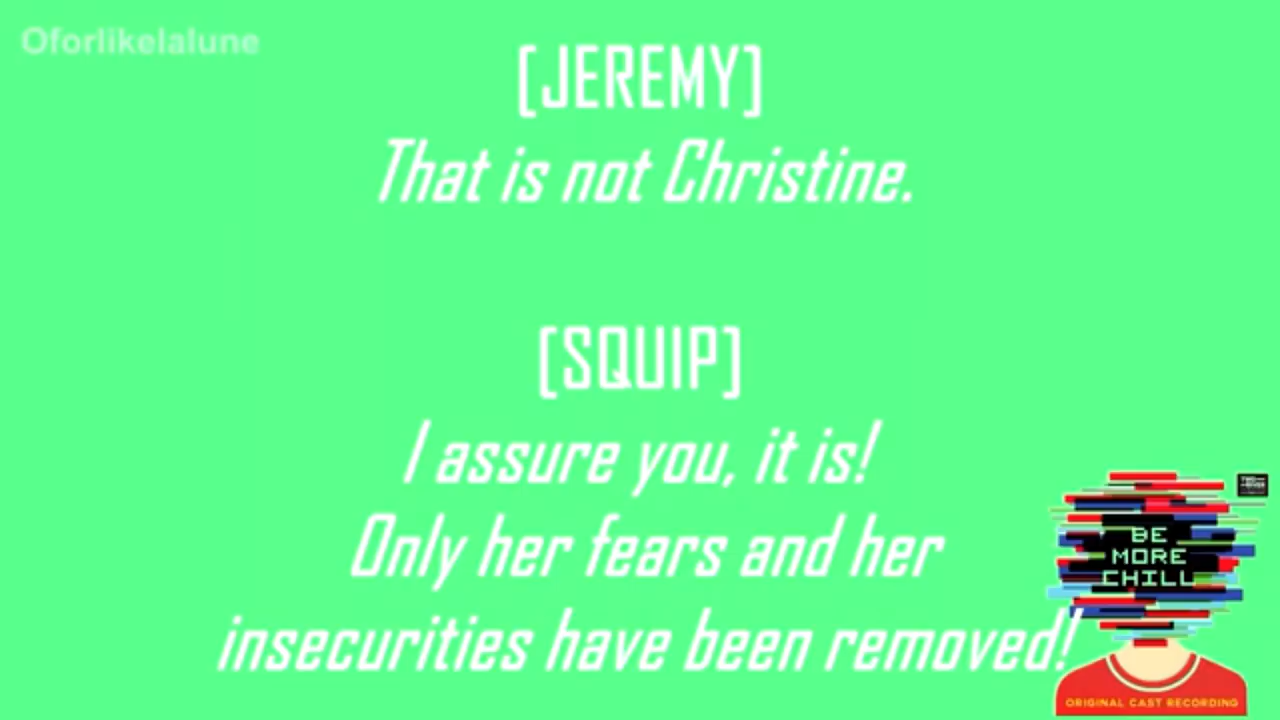 Oforlikelalune
[JEREMY]
That is not Christine.
[SQUIP]
I assure you, it is!
Only her fears and her
insecurities have been removed!
BE
MORE
CHILL
ORIGINAL CAST RECORDING